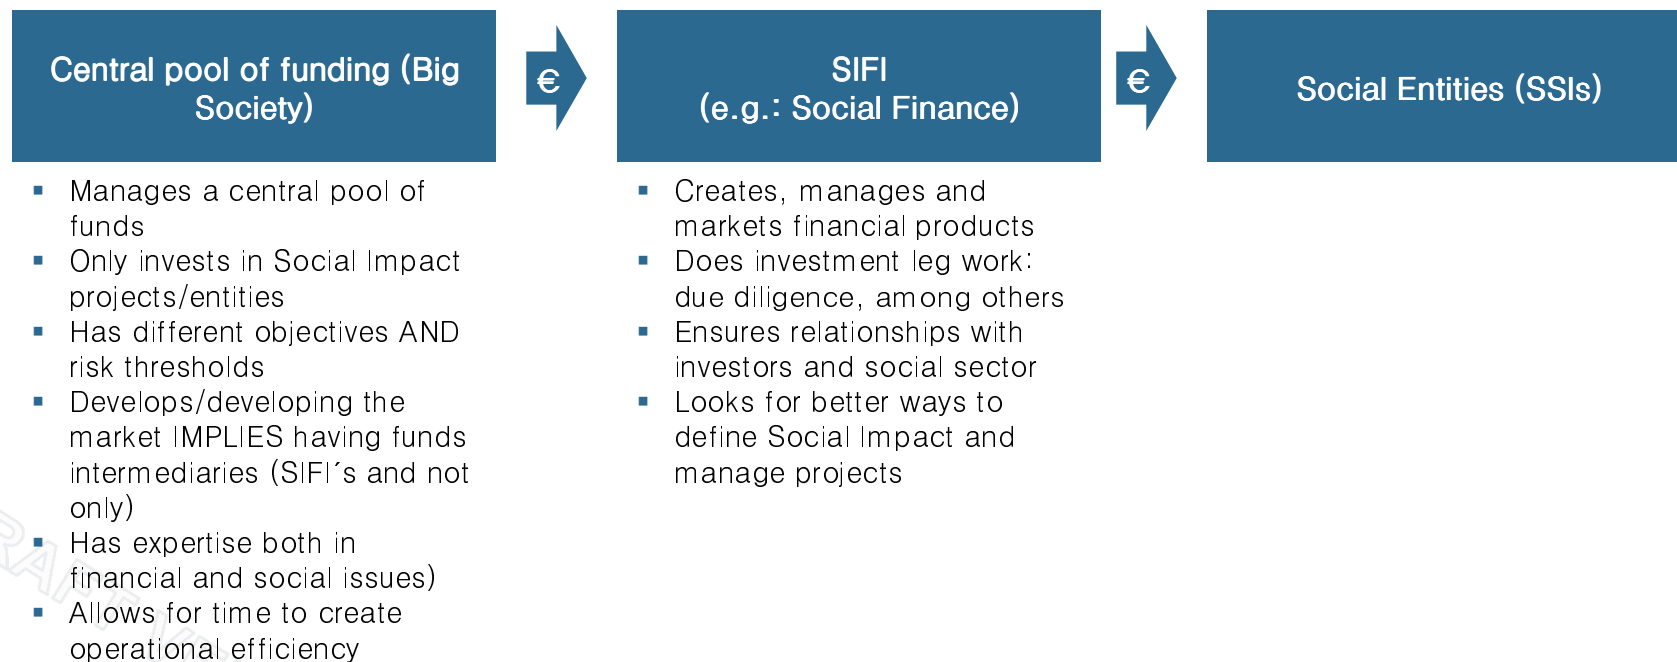 Central pool of funding (Big
Society)
€
SIFI
(e.g.: Social Finance)
€
Social Entities (SSIs)
▪ Manages a central pool of
funds
▪ Only invests in Social Impact
projects/entities
▪ Has different objectives AND
risk thresholds
▪ Develops/developing the
market IMPLIES having funds
intermediaries (SIFI´s and not
only)
▪ Has expertise both in
financial and social issues)
▪ Allows for time to create
operational efficiency
▪ Creates, manages and
markets financial products
▪ Does investment leg work:
due diligence, among others
▪ Ensures relationships with
investors and social sector
▪ Looks for better ways to
define Social Impact and
manage projects